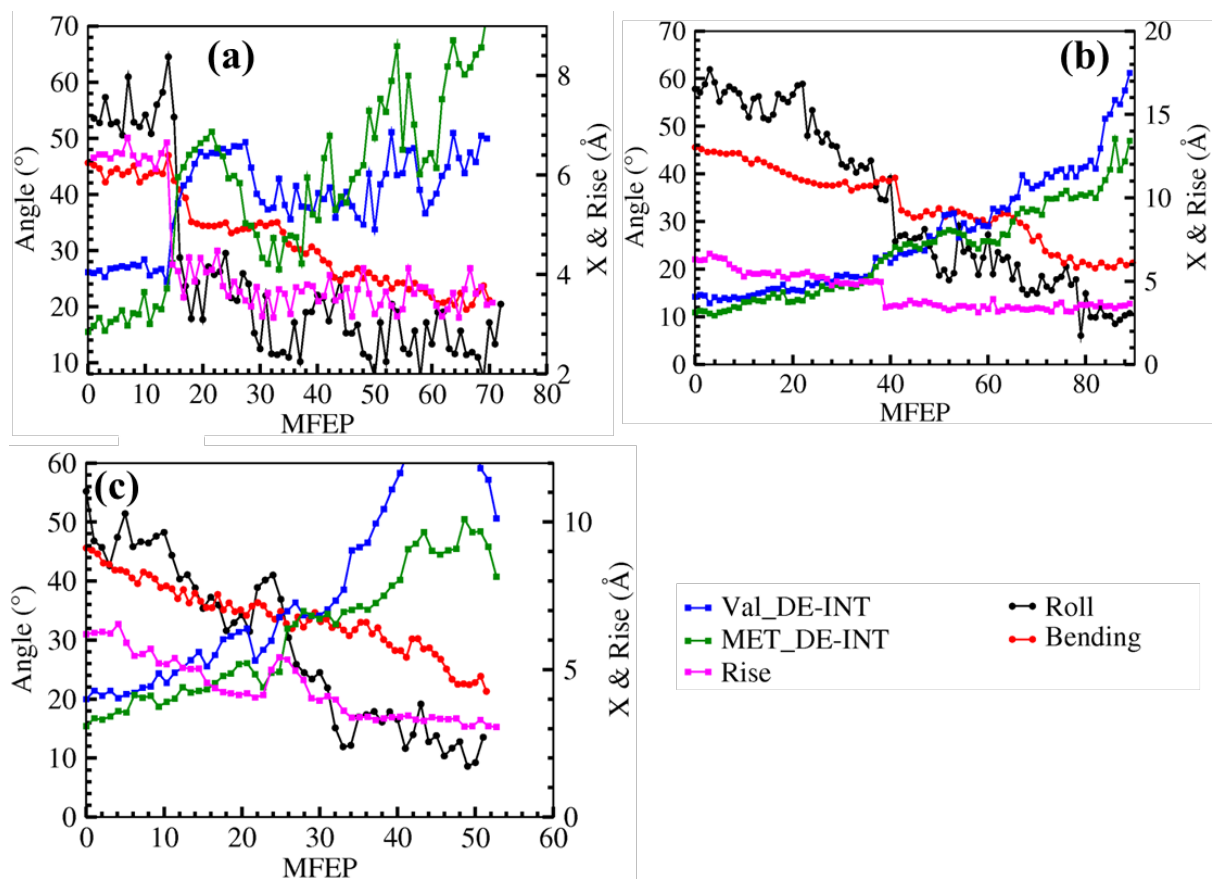 (a)
70
60
50
40
30
20
10
Angle (°)
8
6
4
2
X & Rise (Å)
0 10 20 30 40 50 60 70 80
MFEP
(b)
70
60
50
40
30
20
10
0
Angle (°)
20
15
10
5
0
X & Rise (Å)
0 20 40 60 80
MFEP
(c)
60
50
40
30
20
10
0
Angle (°)
10
5
0
X & Rise (Å)
0 10 20 30 40 50 60
MFEP
Val_DE-INT
MET_DE-INT
Rise
Roll
Bending